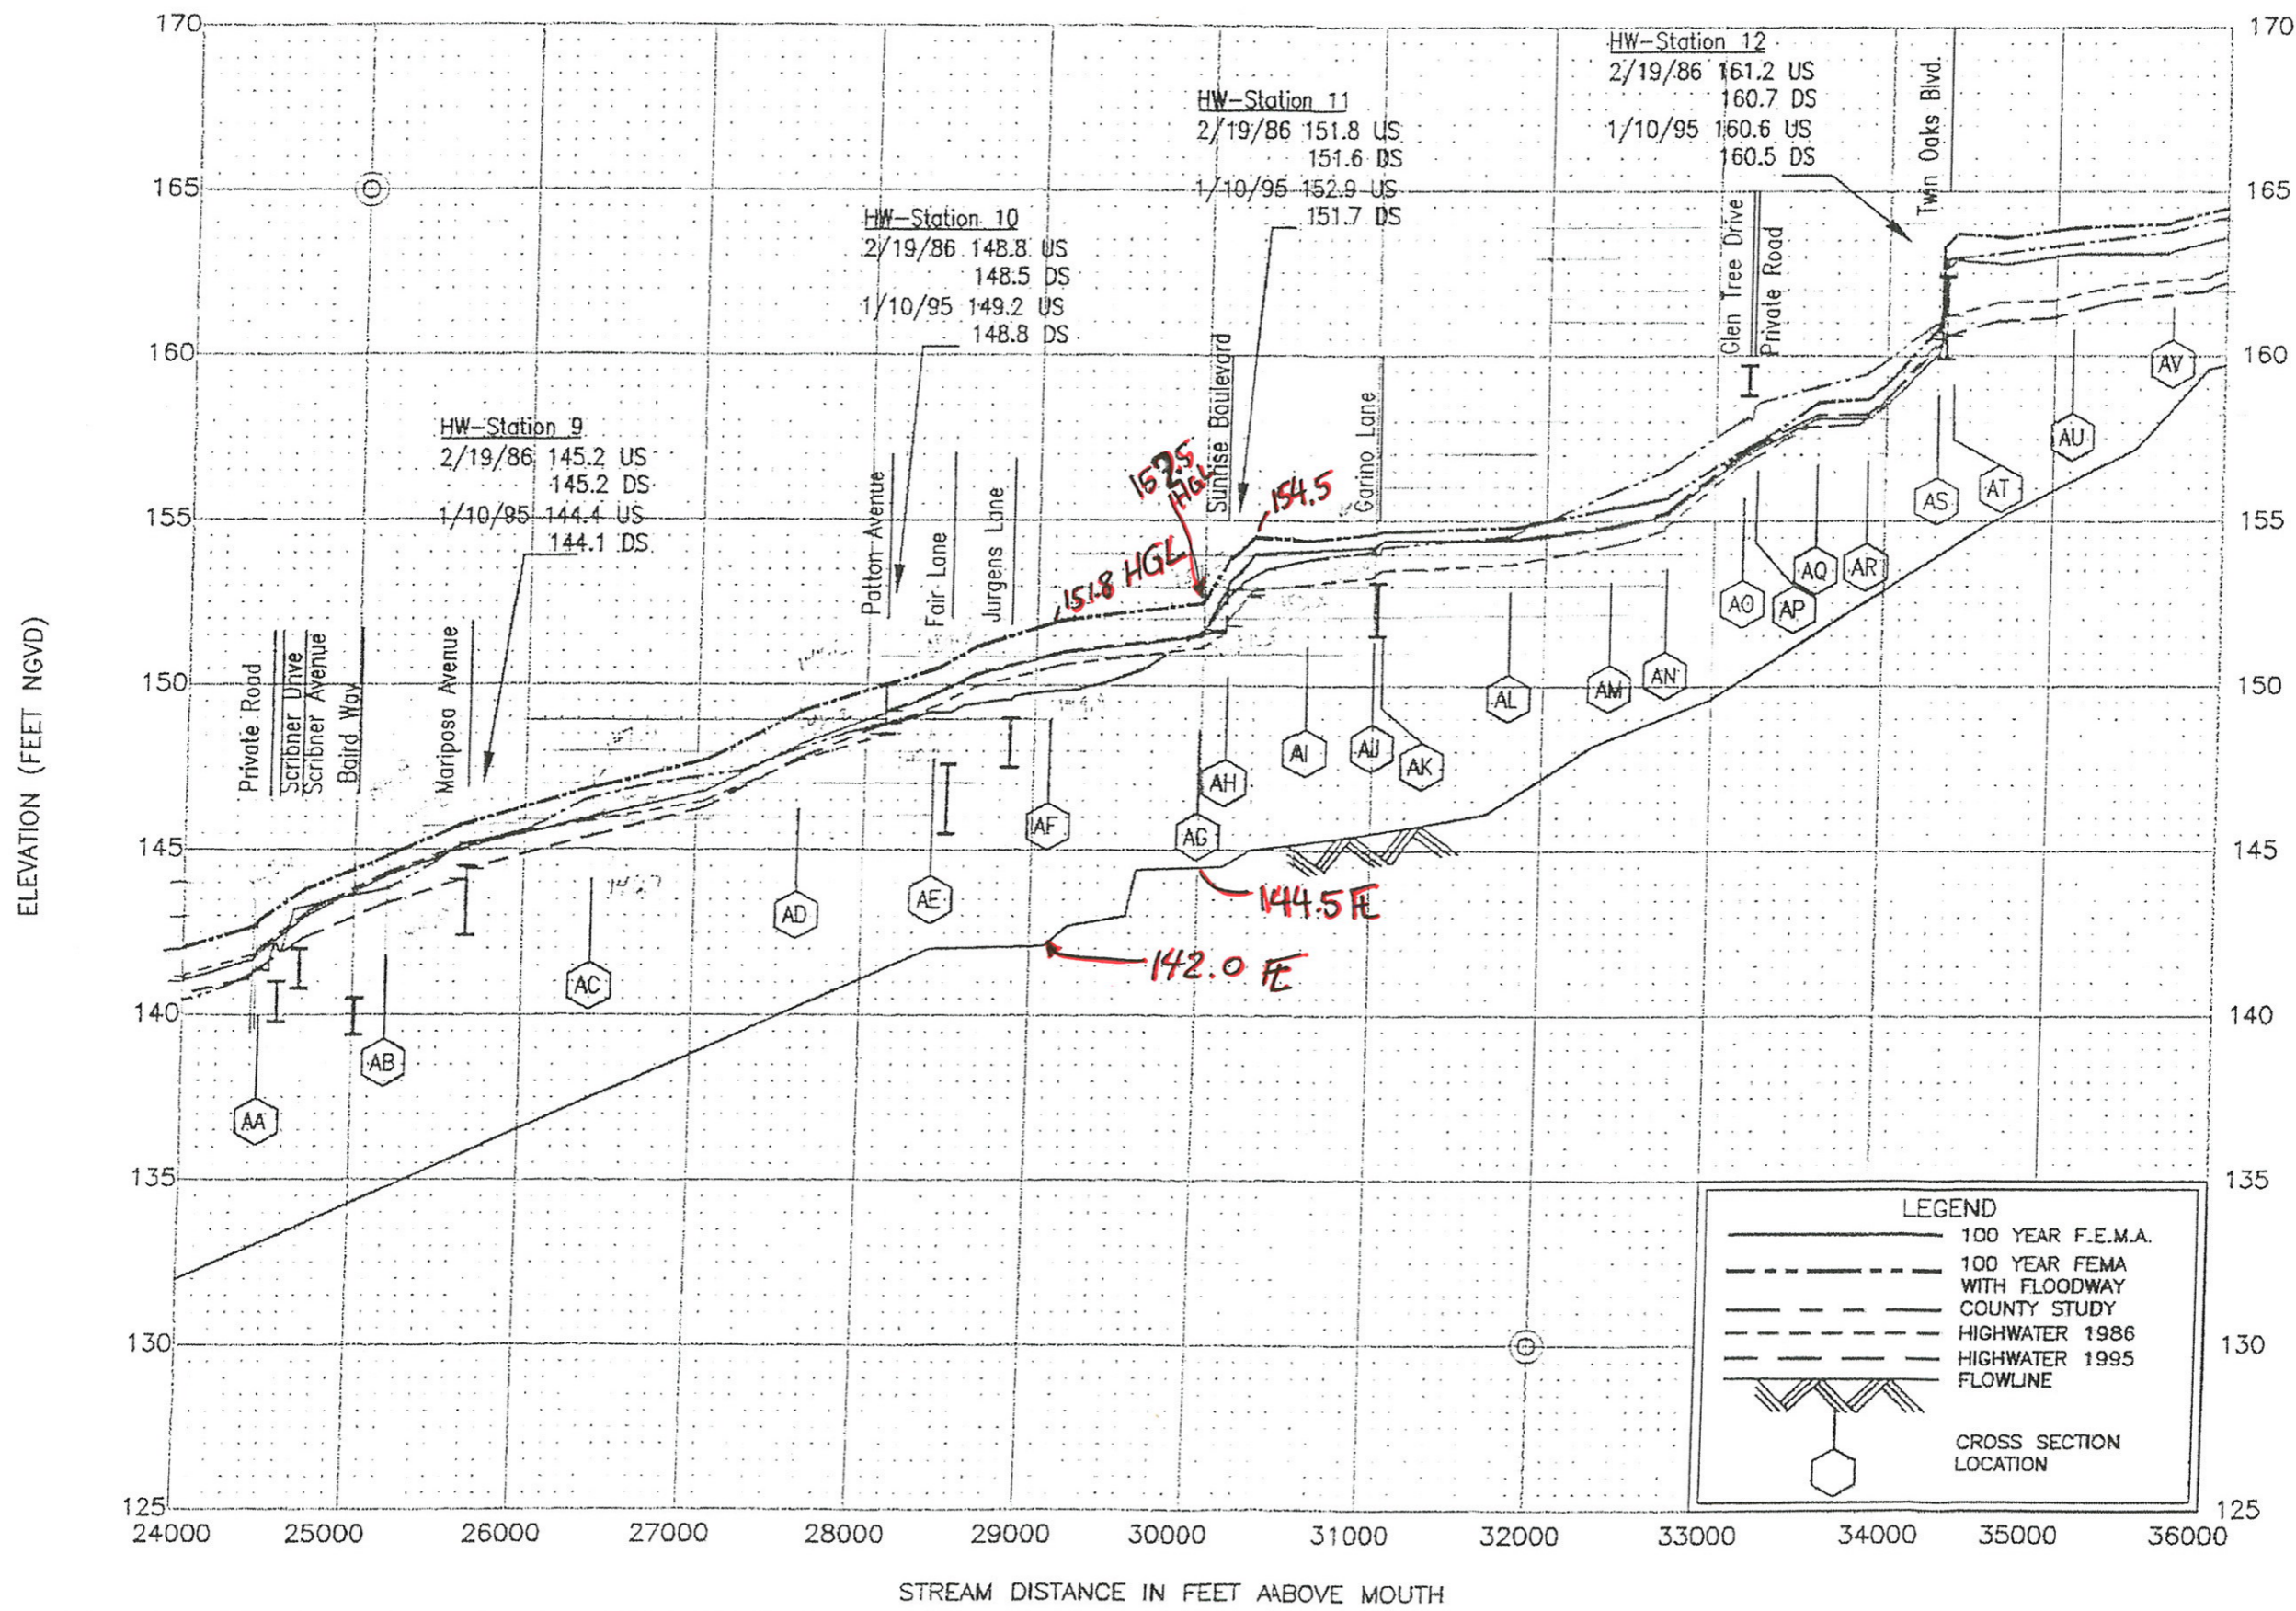 170
165
160
155
150
145
140
135
130
125
170
165
160
155
150
145
140
135
130
125
ELEVATION (FEET NGVD)
HW-Station 12
2/19/86 161.2 US
160.7 DS
1/10/95 160.6 US
160.5 DS
Twin Oaks Blvd.
HW-Station 11
2/19/86 151.8 US
151.6 DS
1/10/95 152.9 US
151.7 DS
HW-Station 10
2/19/86 148.8 US
148.5 DS
1/10/95 149.2 US
148.8 DS
HW-Station 9
2/19/86 145.2 US
145.2 DS
1/10/95 144.4 US
144.1 DS
Private Road
Scribner Drive
Scribner Avenue
Baird Way
Mariposa Avenue
Patton Avenue
Fair Lane
Jurgens Lane
Sunrise Boulevard
Garino Lane
Glen Tree Drive
Private Road
152.5
HGL
154.5
151.8 HGL
144.5 FL
142.0 FL
AA
AB
AC
AD
AE
AF
AG
AH
AI
AJ
AK
AL
AM
AN
AO
AP
AQ
AR
AS
AT
AU
AV
LEGEND
100 YEAR F.E.M.A.
100 YEAR FEMA
WITH FLOODWAY
COUNTY STUDY
HIGHWATER 1986
HIGHWATER 1995
FLOWLINE
CROSS SECTION
LOCATION
24000 25000 26000 27000 28000 29000 30000 31000 32000 33000 34000 35000 36000
STREAM DISTANCE IN FEET AABOVE MOUTH